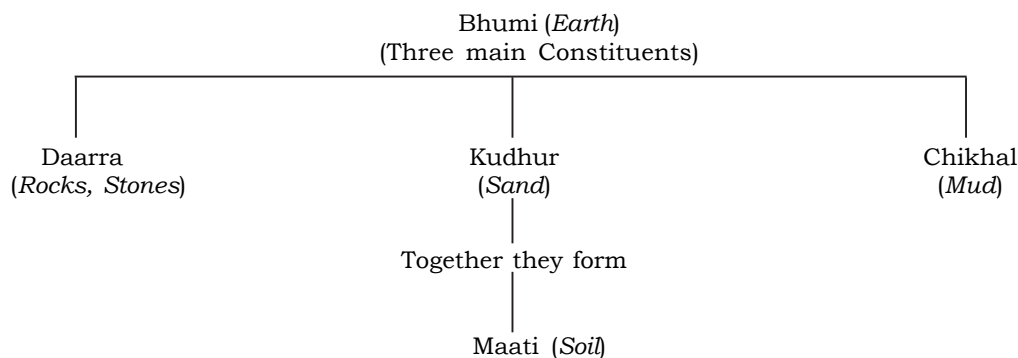 Bhumi (Earth)
(Three main Constituents)
Daarra
(Rocks, Stones)
Kudhur
(Sand)
Chikhal
(Mud)
Together they form
Maati (Soil)